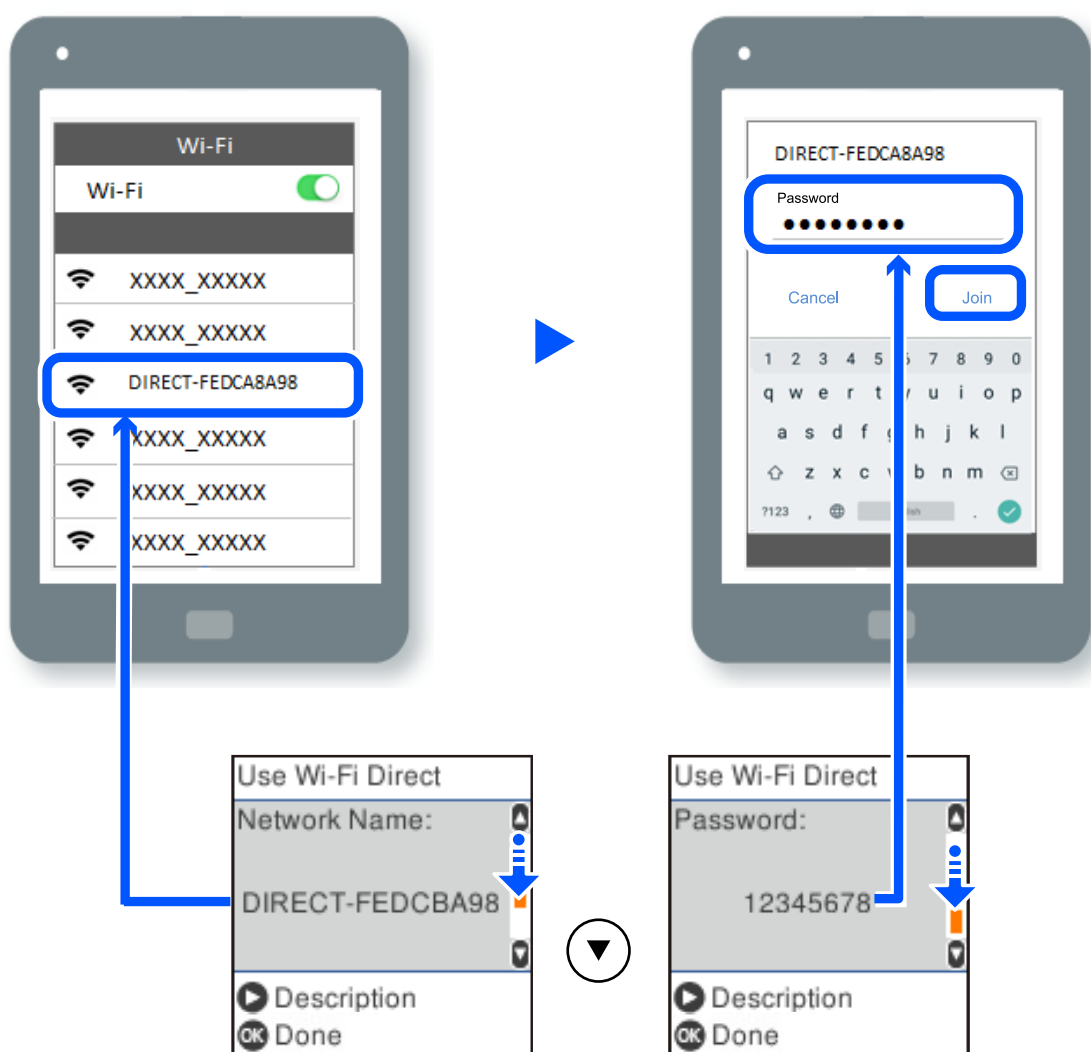 Wi-Fi
Wi-Fi
XXXX_XXXXX
XXXX_XXXXX
DIRECT-FEDCA8A98
XXXX_XXXXX
XXXX_XXXXX
XXXX_XXXXX
DIRECT-FEDCA8A98
Password
●●●●●●●●
Cancel
Join
1 2 3 4 5 7 8 9 0
q w e r t u i o p
a s d f h j k l
z x c b n m
?123 , .
Use Wi-Fi Direct
Network Name:
DIRECT-FEDCBA98
Description
OK Done
Use Wi-Fi Direct
Password:
12345678
Description
OK Done